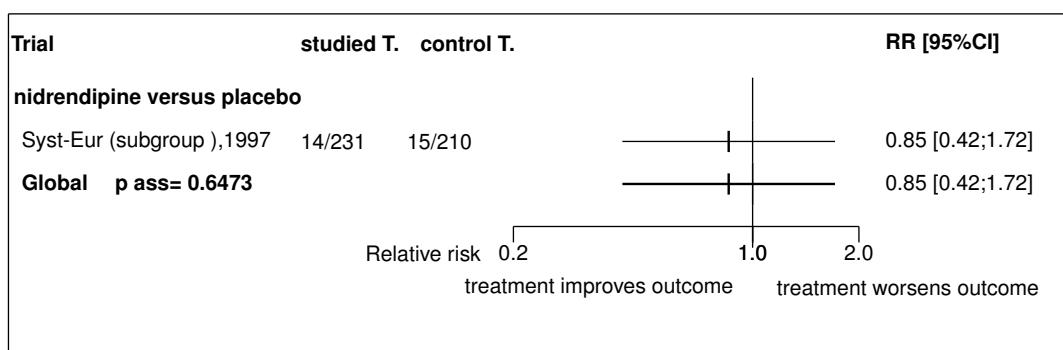 Trial studied T. control T. RR [95%CI]
nidrendipine versus placebo
Syst-Eur (subgroup ),1997 14/231 15/210 0.85 [0.42;1.72]
Global p ass= 0.6473 0.85 [0.42;1.72]
Relative risk 0.2 1.0 2.0
treatment improves outcome treatment worsens outcome